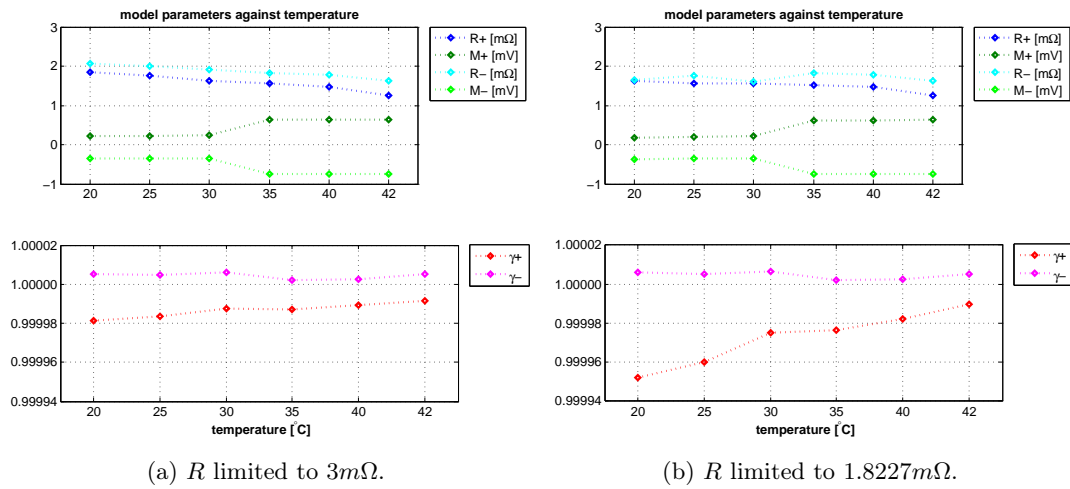 model parameters against temperature
3
2
1
0
−1
20 25 30 35 40 42
R+ [mΩ]
M+ [mV]
R− [mΩ]
M− [mV]
1.00002
1.00000
0.99998
0.99996
0.99994
20 25 30 35 40 42
temperature [°C]
γ+
γ−
(a) R limited to 3mΩ.
model parameters against temperature
3
2
1
0
−1
20 25 30 35 40 42
R+ [mΩ]
M+ [mV]
R− [mΩ]
M− [mV]
1.00002
1.00000
0.99998
0.99996
0.99994
20 25 30 35 40 42
temperature [°C]
γ+
γ−
(b) R limited to 1.8227mΩ.